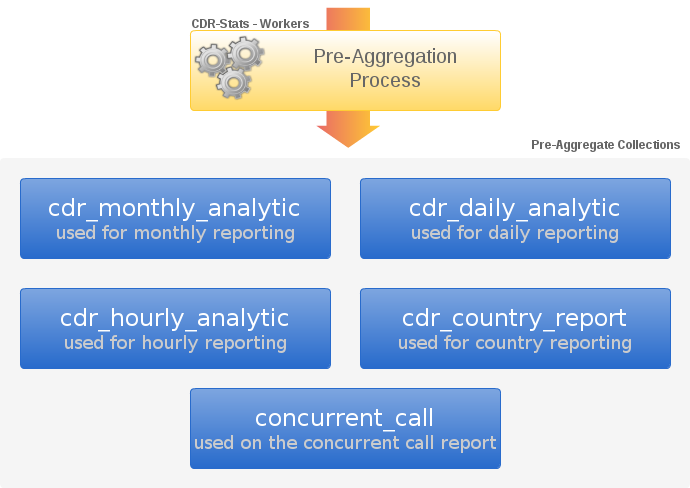 CDR-Stats - Workers
Pre-Aggregation
Process
Pre-Aggregate Collections
cdr_monthly_analytic
used for monthly reporting
cdr_daily_analytic
used for daily reporting
cdr_hourly_analytic
used for hourly reporting
cdr_country_report
used for country reporting
concurrent_call
used on the concurrent call report